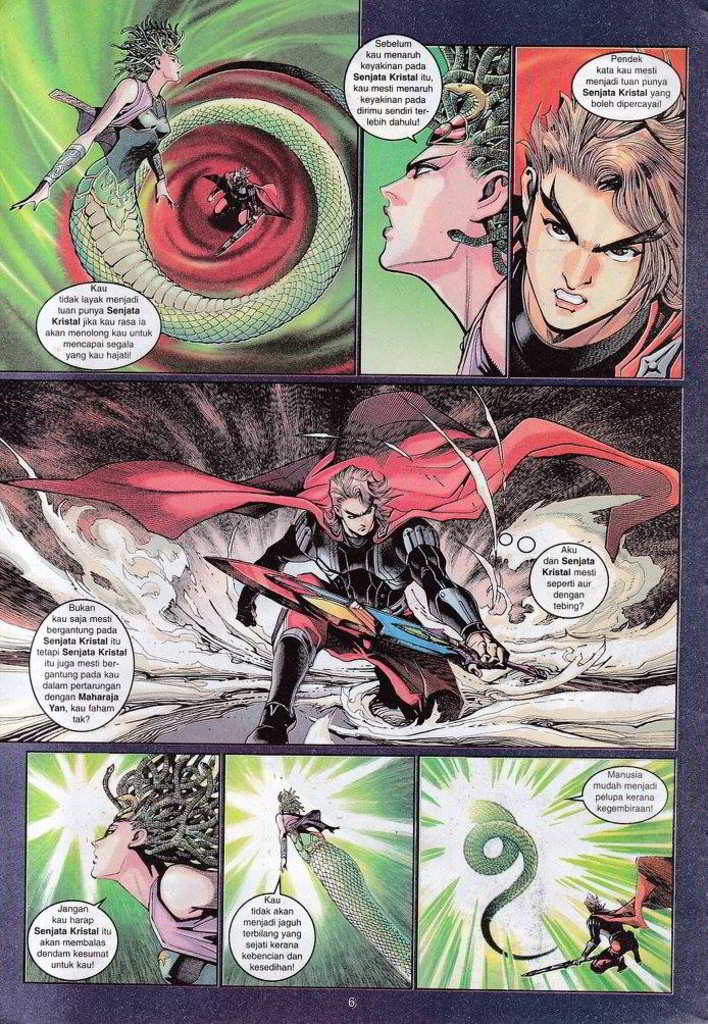 Kau
tidak layak menjadi
tuan punya Senjata
Kristal jika kau rasa ia
akan menolong kau untuk
mencapai segala
yang kau hajati!
Sebelum
kau menaruh
keyakinan pada
Senjata Kristal itu,
kau mesti menaruh
keyakinan pada
dirimu sendiri ter-
lebih dahulu!
Pendek
kata kau mesti
menjadi tuan punya
Senjata Kristal yang
boleh dipercayai!
Bukan
kau saja mesti
bergantung pada
Senjata Kristal itu
tetapi Senjata Kristal
itu juga mesti ber-
gantung pada kau
dalam pertarungan
dengan Maharaja
Yan, kau faham
tak?
Aku
dan Senjata
Kristal mesti
seperti aur
dengan
tebing?
Jangan
kau harap
Senjata Kristal itu
akan membalas
dendam kesumat
untuk kau!
Kau
tidak akan
menjadi jaguh
terbilang yang
sejati kerana
kebencian dan
kesedihan!
Manusia
mudah menjadi
pelupa kerana
kegembiraan!
6